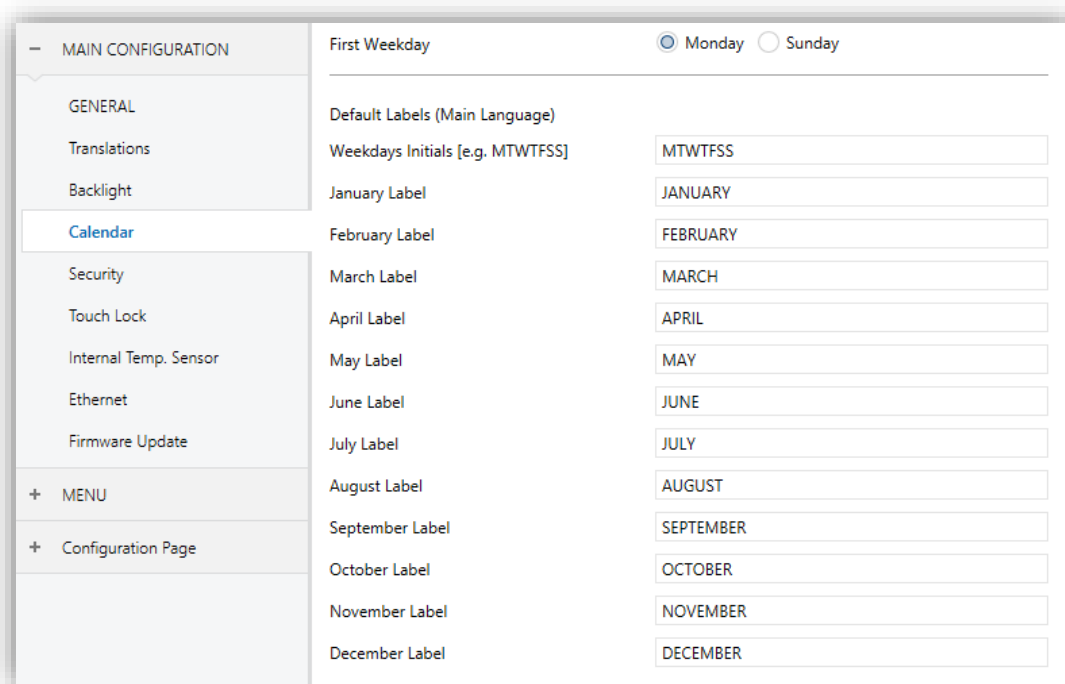 MAIN CONFIGURATION
GENERAL
Translations
Backlight
Calendar
Security
Touch Lock
Internal Temp. Sensor
Ethernet
Firmware Update
MENU
Configuration Page
First Weekday Monday Sunday
Default Labels (Main Language)
Weekdays Initials [e.g. MTWTFSS] MTWTFSS
January Label JANUARY
February Label FEBRUARY
March Label MARCH
April Label APRIL
May Label MAY
June Label JUNE
July Label JULY
August Label AUGUST
September Label SEPTEMBER
October Label OCTOBER
November Label NOVEMBER
December Label DECEMBER